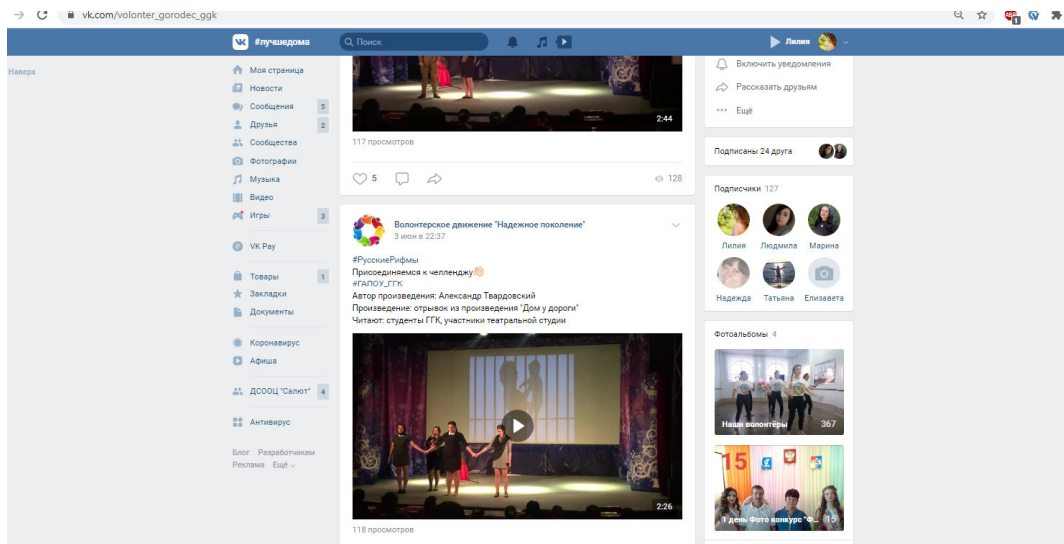 vk.com/volonter_gorodec_ggk
1
#лучшедома
Поиск
Лилия
Наверх
Моя страница
Новости
Сообщения 5
Друзья 2
Сообщества
Фотографии
Музыка
Видео
Игры 3
VK Pay
Товары 1
Закладки
Документы
Коронавирус
Афиша
ДСООЦ "Салют" 4
Антивирус
Блог Разработчикам
Реклама Ещё
2:44
117 просмотров
5
128
Волонтерское движение "Надежное поколение"
3 июн в 22:37
#РусскиеРифмы
Присоединяемся к челленджу
#ГАПОУ_ГГК
Автор произведения: Александр Твардовский
Произведение: отрывок из произведения "Дом у дороги"
Читают: студенты ГГК, участники театральной студии
2:26
118 просмотров
Включить уведомления
Рассказать друзьям
Ещё
Подписаны 24 друга
Подписчики 127
Лилия Людмила Марина
Надежда Татьяна Елизавета
Фотоальбомы 4
Наши волонтёры 367
15
1 день Фото конкурс "Ф... 15